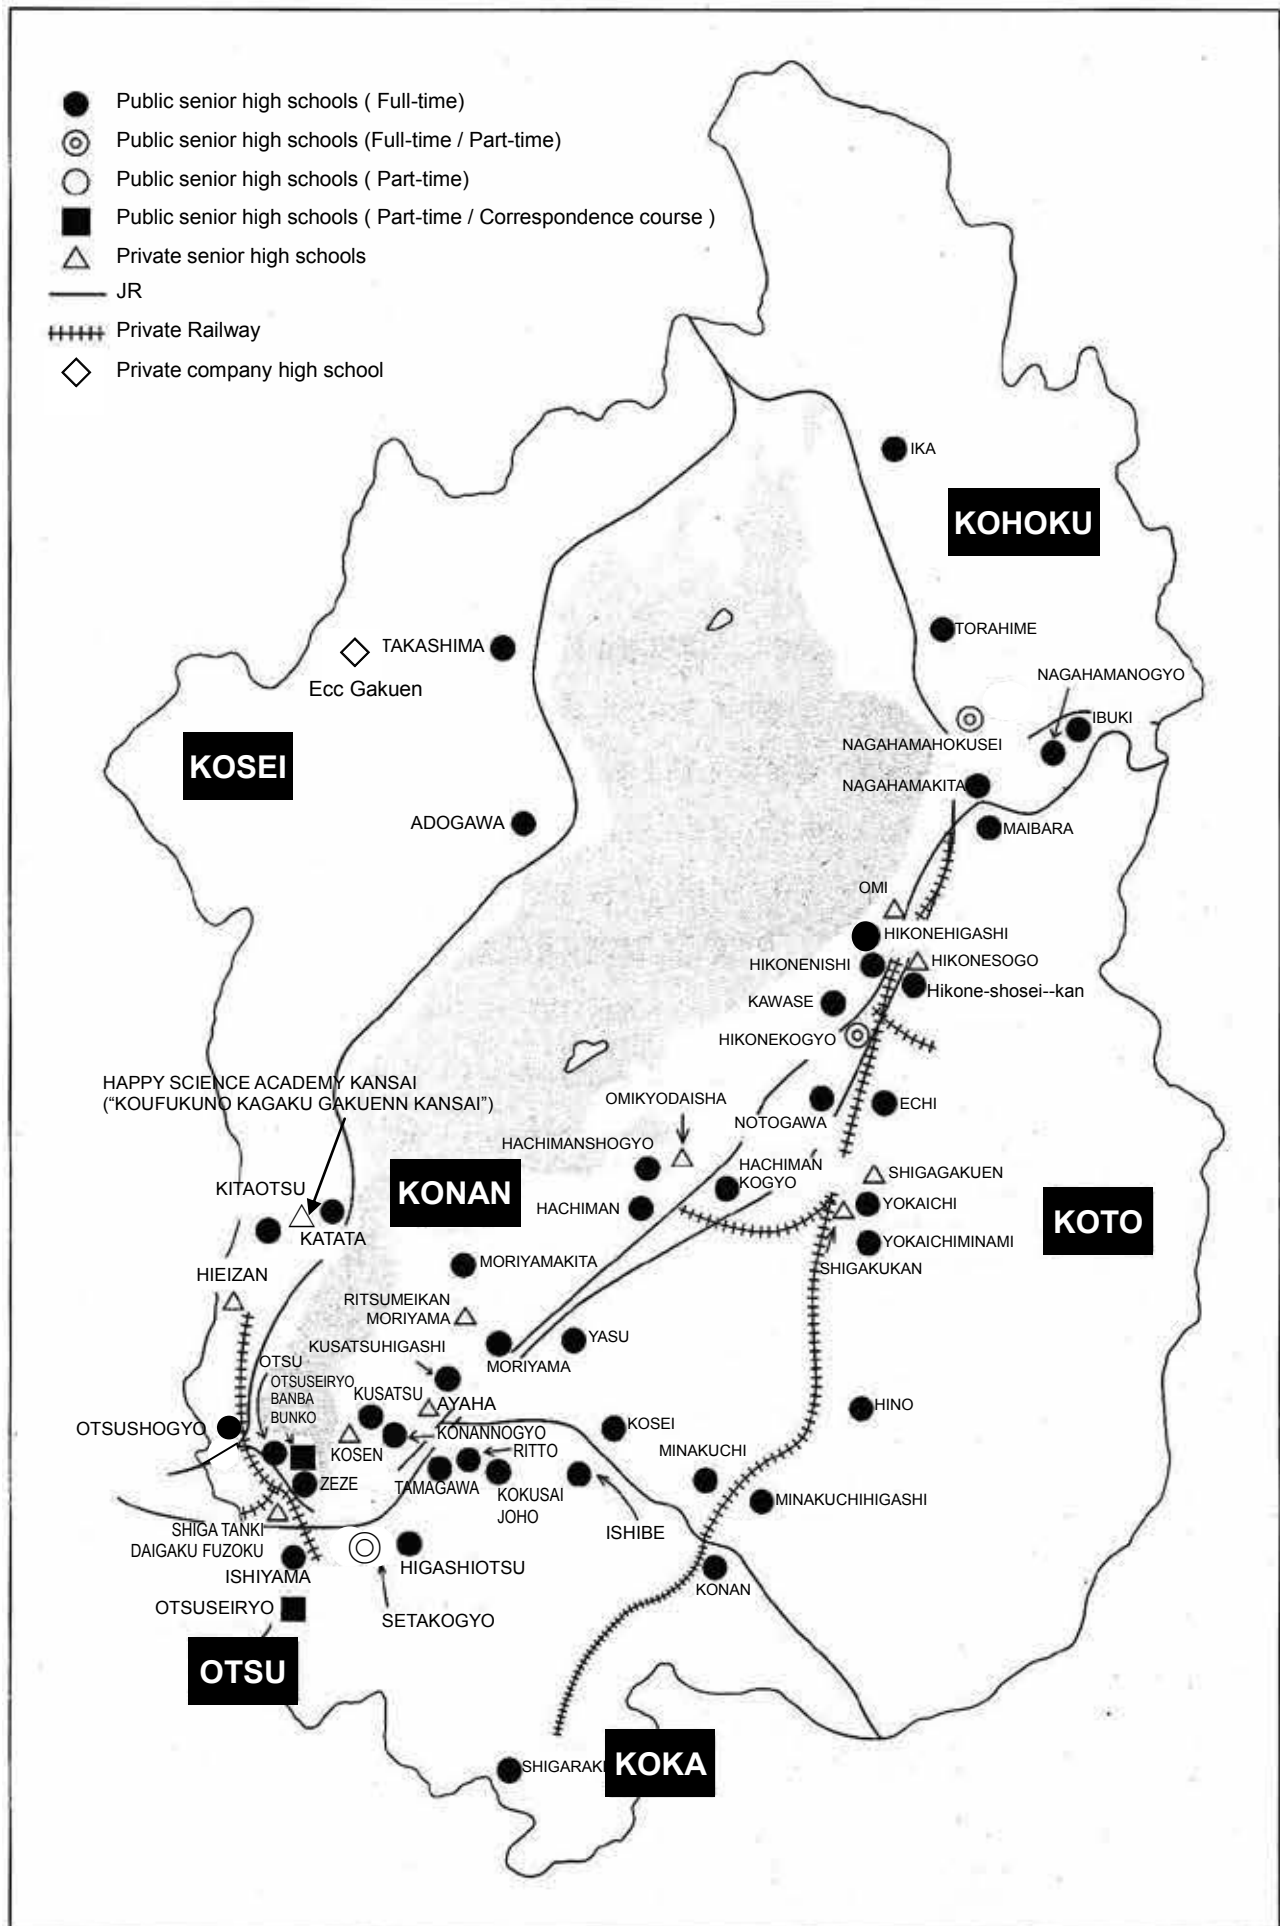 Public senior high schools ( Full-time)
Public senior high schools (Full-time / Part-time)
Public senior high schools ( Part-time)
Public senior high schools ( Part-time / Correspondence course )
Private senior high schools
JR
Private Railway
Private company high school
IKA
KOHOKU
TORAHIME
TAKASHIMA
Ecc Gakuen
NAGAHAMANOGYO
IBUKI
NAGAHAMAHOKUSEI
KOSEI
NAGAHAMAKITA
ADOGAWA
MAIBARA
OMI
HIKONEHIGASHI
HIKONENISHI
HIKONESOGO
Hikone-shosei--kan
KAWASE
HIKONEKOGYO
HAPPY SCIENCE ACADEMY KANSAI
("KOUFUKUNO KAGAKU GAKUENN KANSAI")
OMIKYODAISHA
ECHI
NOTOGAWA
HACHIMANSHOGYO
HACHIMAN
KOGYO
SHIGAGAKUEN
KITAOTSU
KONAN
HACHIMAN
YOKAICHI
KOTO
KATATA
YOKAICHIMINAMI
SHIGAKUKAN
MORIYAMAKITA
HIEIZAN
RITSUMEIKAN
MORIYAMA
KUSATSUHIGASHI
YASU
MORIYAMA
OTSU
OTSUSEIRYO
BANBA
BUNKO
KUSATSU
AYAHA
HINO
OTSUSHOGYO
KOSEI
KONANNOGYO
KOSEN
RITTO
MINAKUCHI
ZEZE
TAMAGAWA
KOKUSAI
JOHO
MINAKUCHIHIGASHI
SHIGA TANKI
DAIGAKU FUZOKU
ISHIBE
ISHIYAMA
HIGASHIOTSU
KONAN
OTSUSEIRYO
SETAKOGYO
OTSU
SHIGARAKI
KOKA